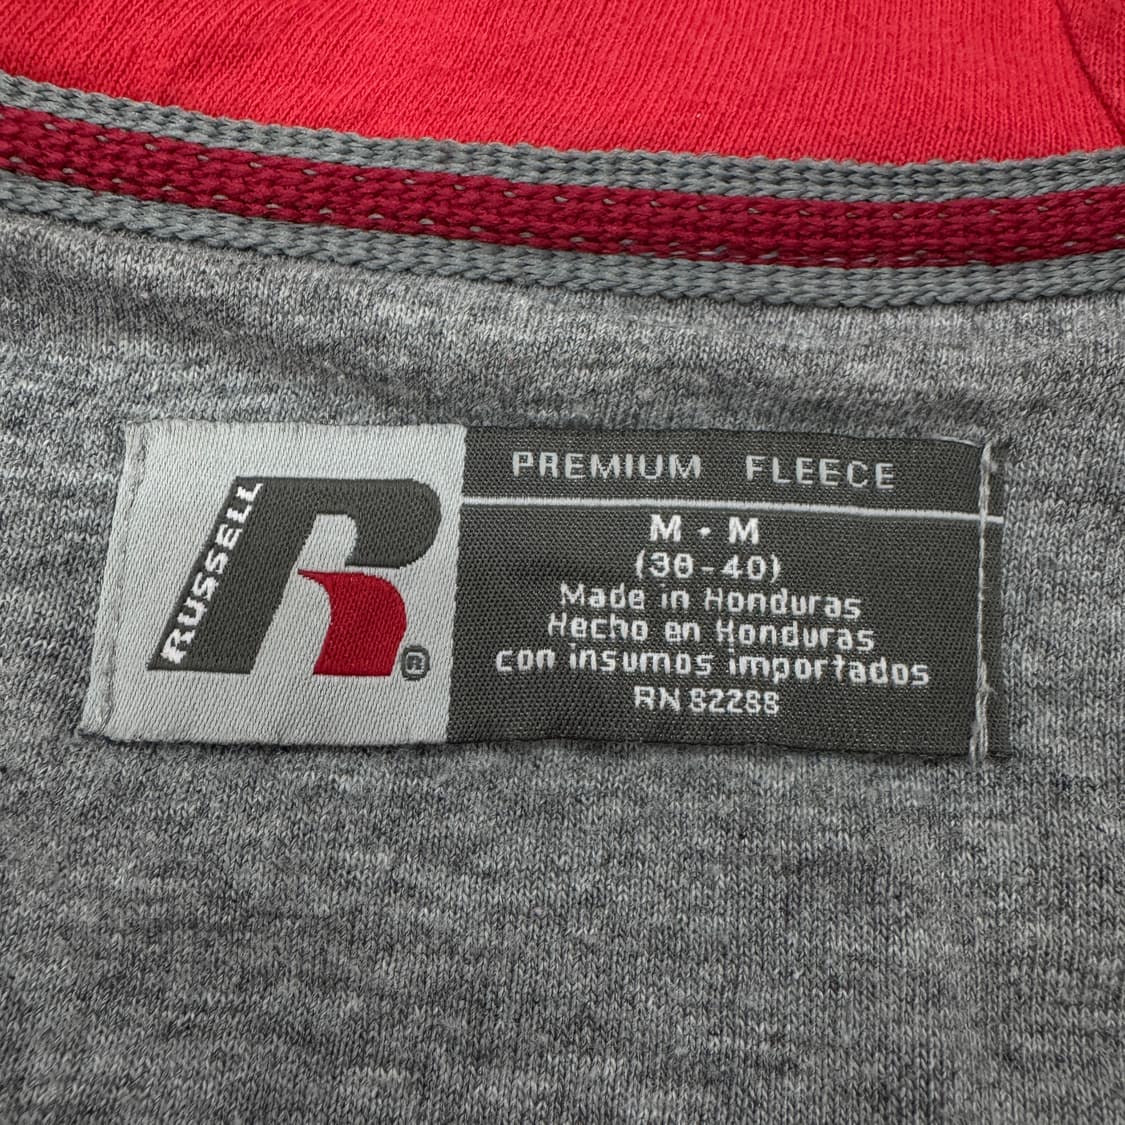 RUSSELL
®
PREMIUM FLEECE
M • M
(38-40)
Made in Honduras
Hecho en Honduras
con insumos importados
RN 82288